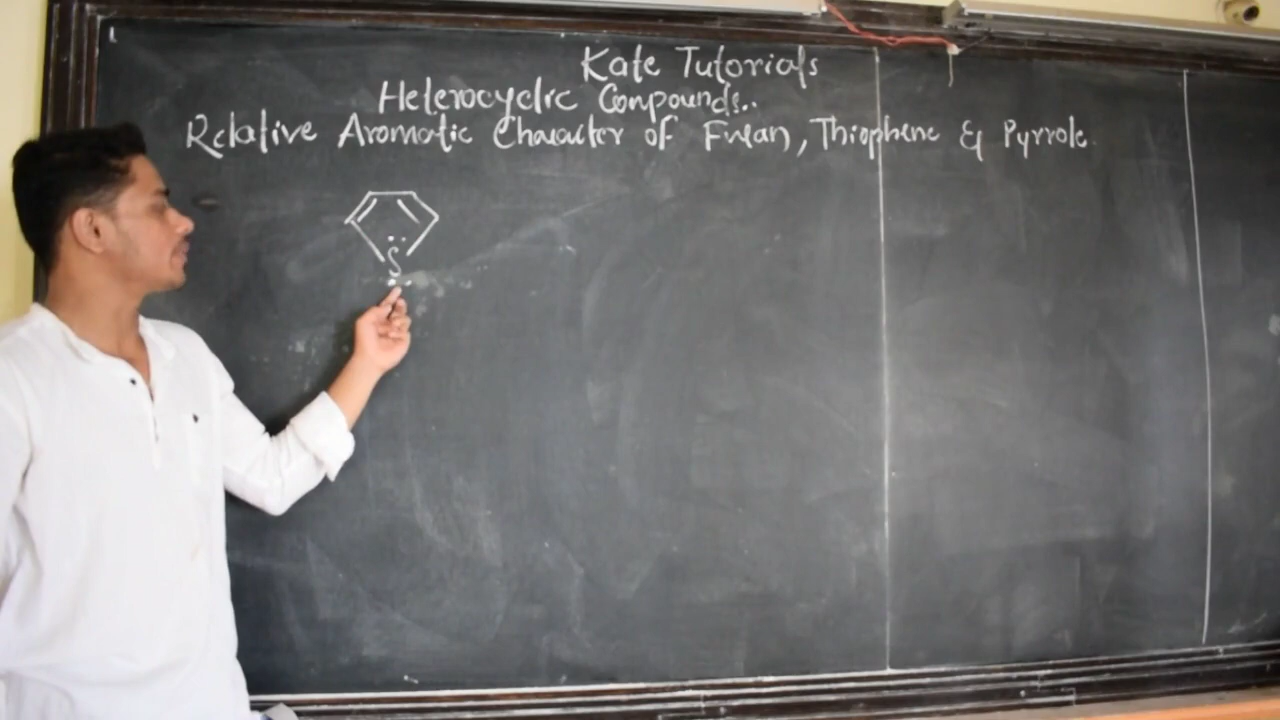 Kate Tutorials
Heterocyclic Compounds..
Relative Aromatic Character of Furan, Thiophene & Pyrrole.
S